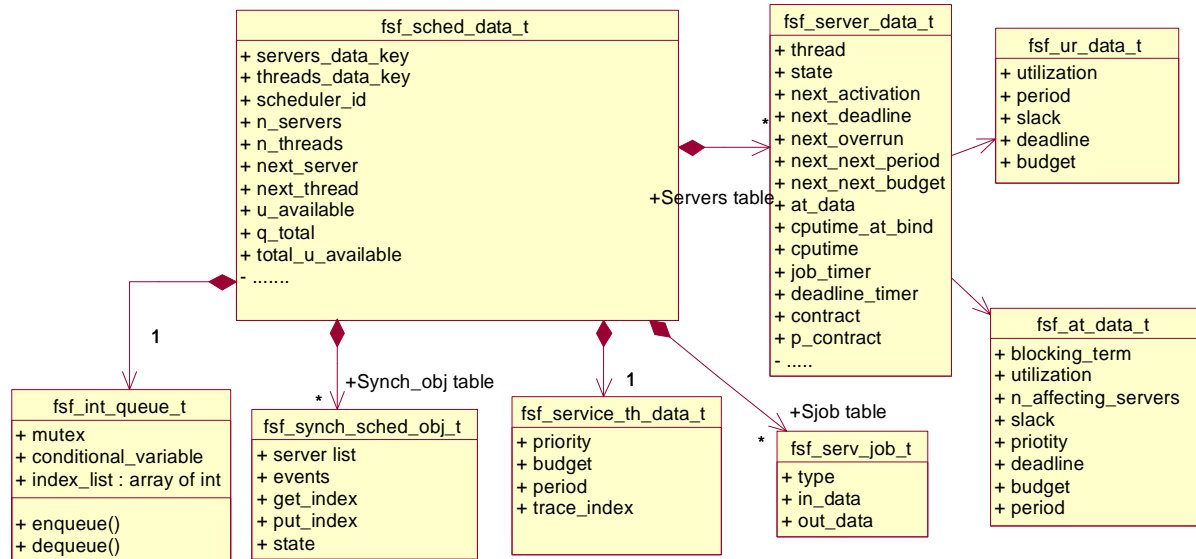 fsf_sched_data_t
+ servers_data_key
+ threads_data_key
+ scheduler_id
+ n_servers
+ n_threads
+ next_server
+ next_thread
+ u_available
+ q_total
+ total_u_available
- .......
fsf_server_data_t
+ thread
+ state
+ next_activation
+ next_deadline
+ next_overrun
+ next_next_period
+ next_next_budget
+ at_data
+ cputime_at_bind
+ cputime
+ job_timer
+ deadline_timer
+ contract
+ p_contract
- .....
fsf_ur_data_t
+ utilization
+ period
+ slack
+ deadline
+ budget
*
+Servers table
1
+Synch_obj table
*
1
+Sjob table
*
fsf_int_queue_t
+ mutex
+ conditional_variable
+ index_list : array of int
+ enqueue()
+ dequeue()
fsf_synch_sched_obj_t
+ server list
+ events
+ get_index
+ put_index
+ state
fsf_service_th_data_t
+ priority
+ budget
+ period
+ trace_index
fsf_serv_job_t
+ type
+ in_data
+ out_data
fsf_at_data_t
+ blocking_term
+ utilization
+ n_affecting_servers
+ slack
+ priotity
+ deadline
+ budget
+ period